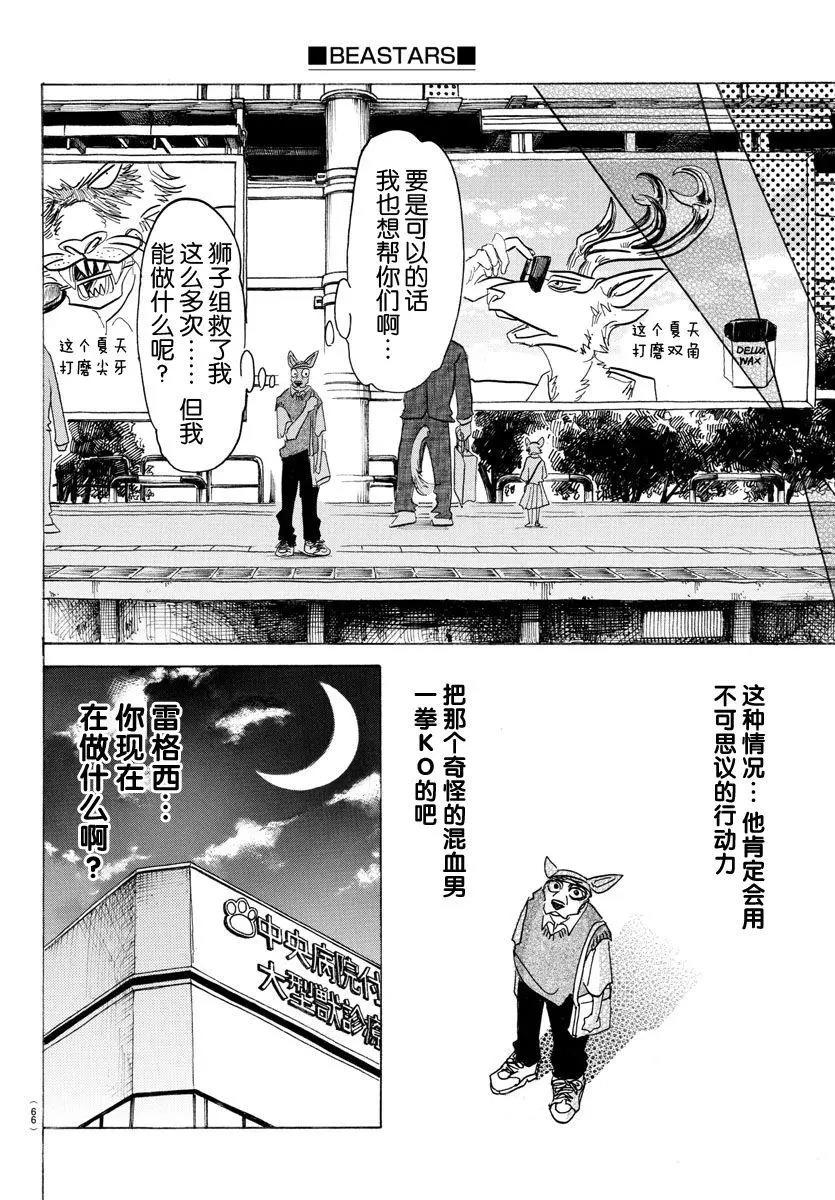 ■BEASTARS■
要是可以的话
我也想帮你们啊…
狮子组救了我
这么多次……但我
能做什么呢？
这个夏天
打磨双角
DELUX
WAX
这个夏天
打磨尖牙
这种情况…他肯定会用
不可思议的行动力
把那个奇怪的混血男
一拳KO的吧
雷格西…
你现在
在做什么啊？
中央病院付
大型獣診療
（66）